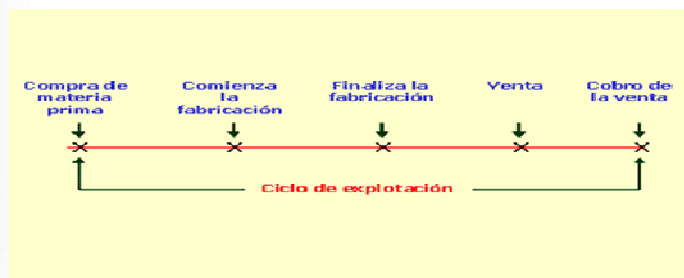 Compra de
materia
prima
Comienza
la
fabricación
Finaliza la
fabricación
Venta
Cobro de
la venta
Ciclo de explotación